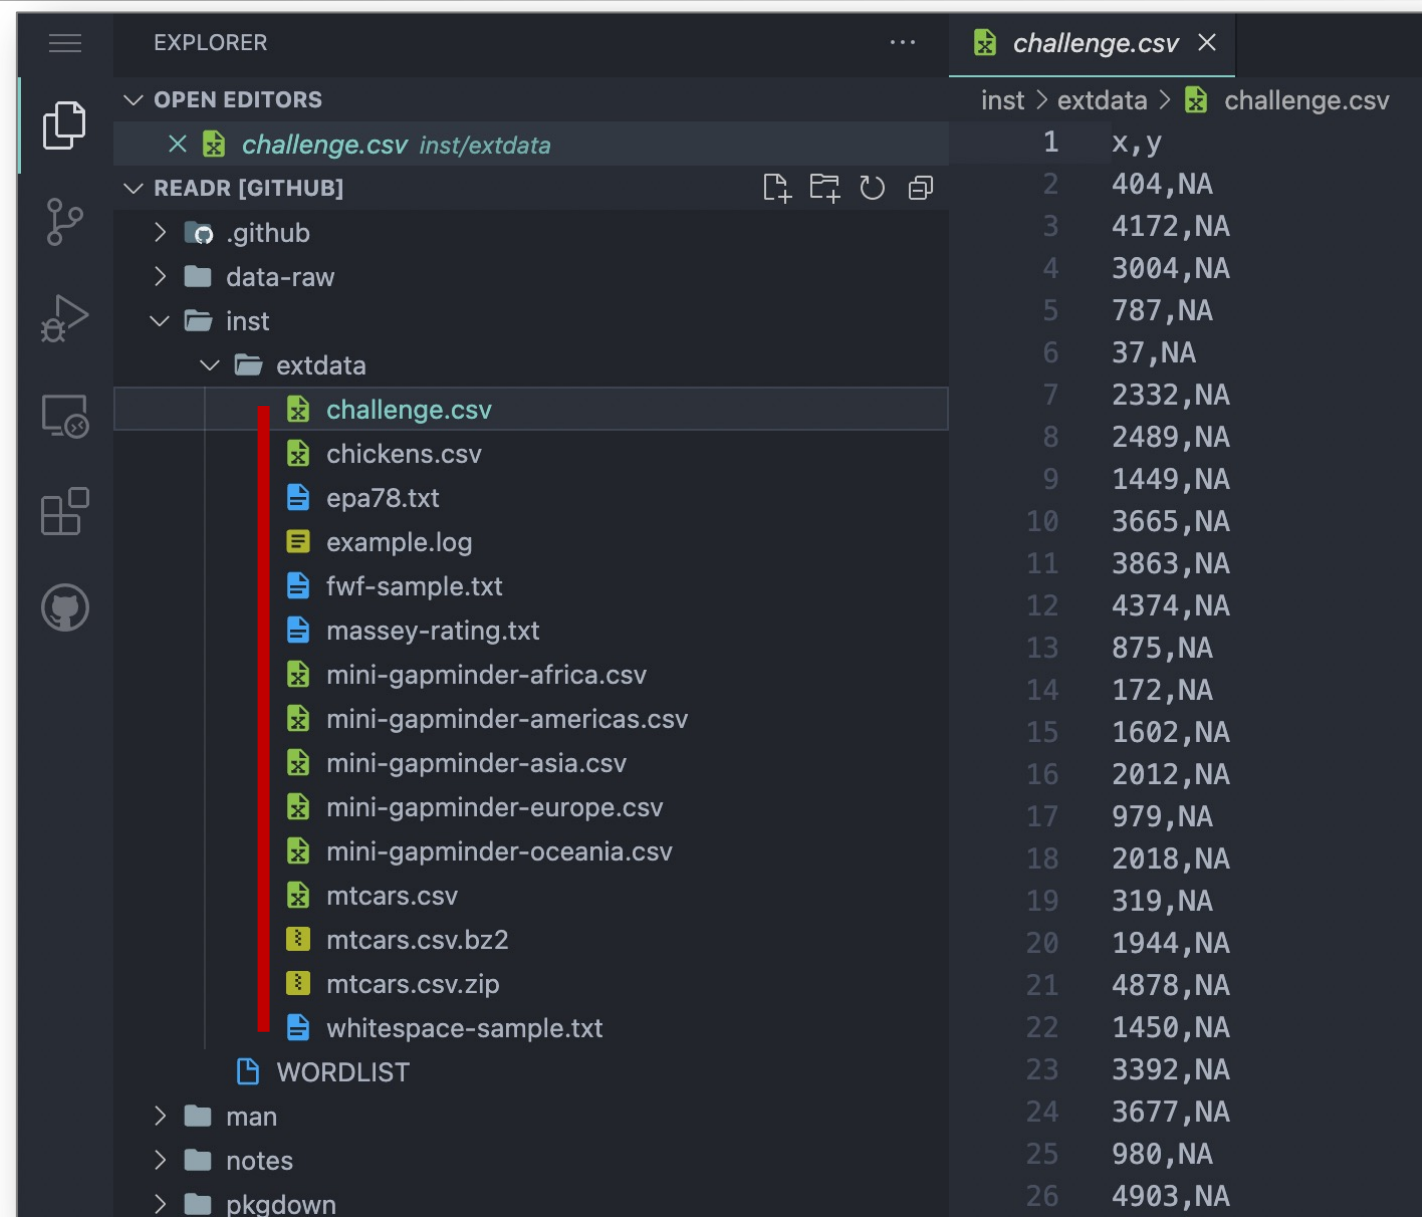 EXPLORER
OPEN EDITORS
challenge.csv inst/extdata
READR [GITHUB]
.github
data-raw
inst
extdata
challenge.csv
chickens.csv
epa78.txt
example.log
fwf-sample.txt
massey-rating.txt
mini-gapminder-africa.csv
mini-gapminder-americas.csv
mini-gapminder-asia.csv
mini-gapminder-europe.csv
mini-gapminder-oceania.csv
mtcars.csv
mtcars.csv.bz2
mtcars.csv.zip
whitespace-sample.txt
WORDLIST
man
notes
pkgdown
challenge.csv
inst > extdata > challenge.csv
1 x,y
2 404,NA
3 4172,NA
4 3004,NA
5 787,NA
6 37,NA
7 2332,NA
8 2489,NA
9 1449,NA
10 3665,NA
11 3863,NA
12 4374,NA
13 875,NA
14 172,NA
15 1602,NA
16 2012,NA
17 979,NA
18 2018,NA
19 319,NA
20 1944,NA
21 4878,NA
22 1450,NA
23 3392,NA
24 3677,NA
25 980,NA
26 4903,NA